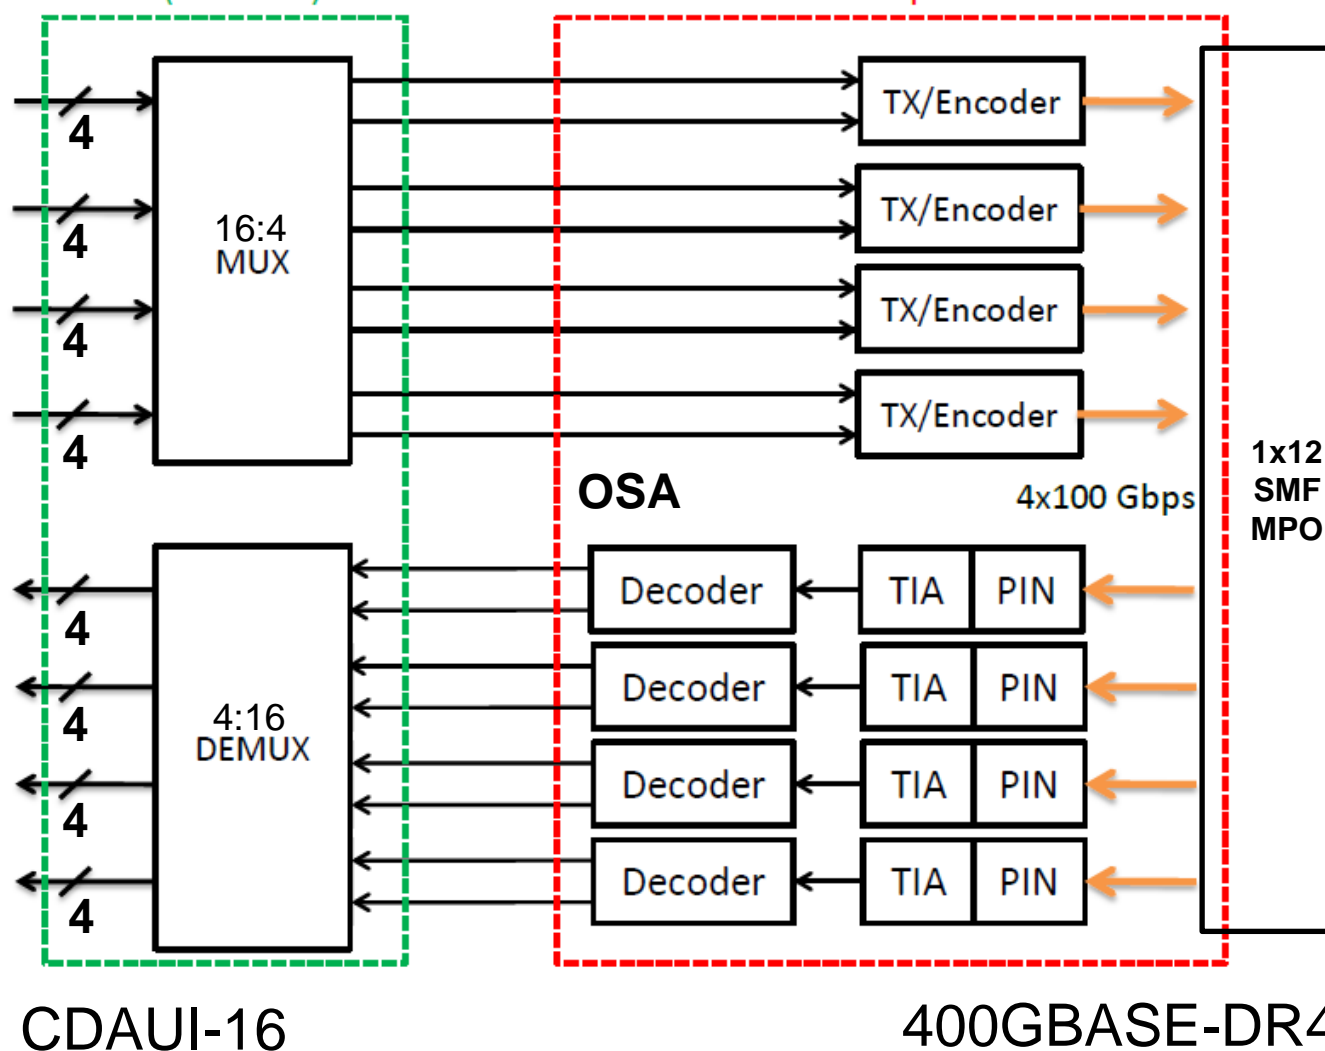 4
4
4
4
16:4
MUX
TX/Encoder
TX/Encoder
TX/Encoder
TX/Encoder
OSA
4x100 Gbps
1x12
SMF
MPO
4
4
4
4
4:16
DEMUX
Decoder
TIA
PIN
Decoder
TIA
PIN
Decoder
TIA
PIN
Decoder
TIA
PIN
CDAUI-16
400GBASE-DR4